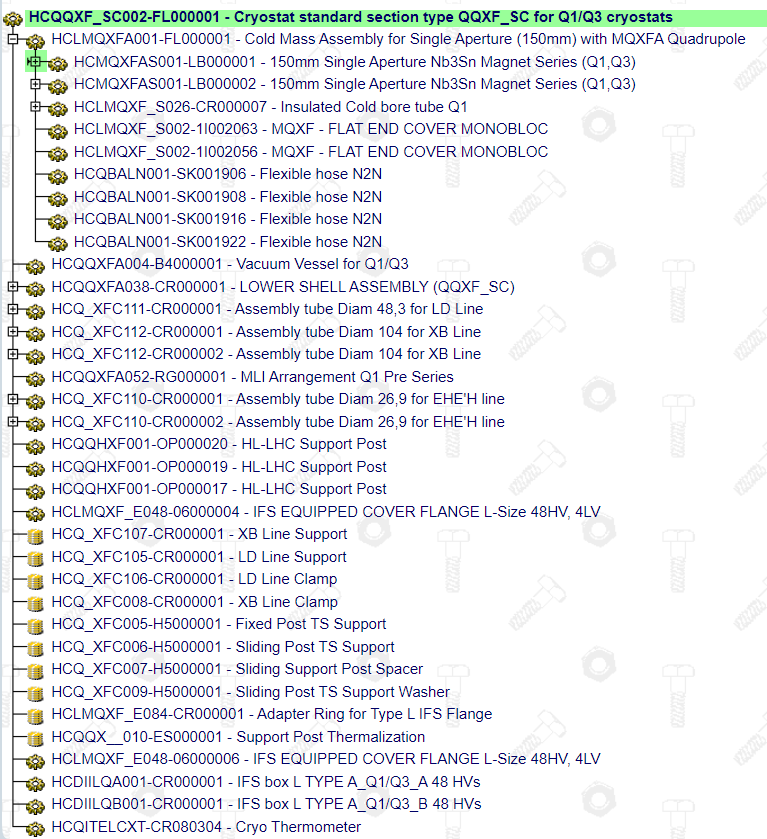 HCQQXF_SC002-FL000001 - Cryostat standard section type QQXF_SC for Q1/Q3 cryostats
HCLMQXFA001-FL000001 - Cold Mass Assembly for Single Aperture (150mm) with MQXFA Quadrupole
HCMQXFAS001-LB000001 - 150mm Single Aperture Nb3Sn Magnet Series (Q1,Q3)
HCMQXFAS001-LB000002 - 150mm Single Aperture Nb3Sn Magnet Series (Q1,Q3)
HCLMQXF_S026-CR000007 - Insulated Cold bore tube Q1
HCLMQXF_S002-1I002063 - MQXF - FLAT END COVER MONOBLOC
HCLMQXF_S002-1I002056 - MQXF - FLAT END COVER MONOBLOC
HCQBALN001-SK001906 - Flexible hose N2N
HCQBALN001-SK001908 - Flexible hose N2N
HCQBALN001-SK001916 - Flexible hose N2N
HCQBALN001-SK001922 - Flexible hose N2N
HCQQXFA004-B4000001 - Vacuum Vessel for Q1/Q3
HCQQXFA038-CR000001 - LOWER SHELL ASSEMBLY (QQXF_SC)
HCQ_XFC111-CR000001 - Assembly tube Diam 48,3 for LD Line
HCQ_XFC112-CR000001 - Assembly tube Diam 104 for XB Line
HCQ_XFC112-CR000002 - Assembly tube Diam 104 for XB Line
HCQQXFA052-RG000001 - MLI Arrangement Q1 Pre Series
HCQ_XFC110-CR000001 - Assembly tube Diam 26,9 for EHE'H line
HCQ_XFC110-CR000002 - Assembly tube Diam 26,9 for EHE'H line
HCQQHXF001-OP000020 - HL-LHC Support Post
HCQQHXF001-OP000019 - HL-LHC Support Post
HCQQHXF001-OP000017 - HL-LHC Support Post
HCLMQXF_E048-06000004 - IFS EQUIPPED COVER FLANGE L-Size 48HV, 4LV
HCQ_XFC107-CR000001 - XB Line Support
HCQ_XFC105-CR000001 - LD Line Support
HCQ_XFC106-CR000001 - LD Line Clamp
HCQ_XFC008-CR000001 - XB Line Clamp
HCQ_XFC005-H5000001 - Fixed Post TS Support
HCQ_XFC006-H5000001 - Sliding Post TS Support
HCQ_XFC007-H5000001 - Sliding Support Post Spacer
HCQ_XFC009-H5000001 - Sliding Post TS Support Washer
HCLMQXF_E084-CR000001 - Adapter Ring for Type L IFS Flange
HCQQX__010-ES000001 - Support Post Thermalization
HCLMQXF_E048-06000006 - IFS EQUIPPED COVER FLANGE L-Size 48HV, 4LV
HCDIILQA001-CR000001 - IFS box L TYPE A_Q1/Q3_A 48 HVs
HCDIILQB001-CR000001 - IFS box L TYPE A_Q1/Q3_B 48 HVs
HCQITELCXT-CR080304 - Cryo Thermometer